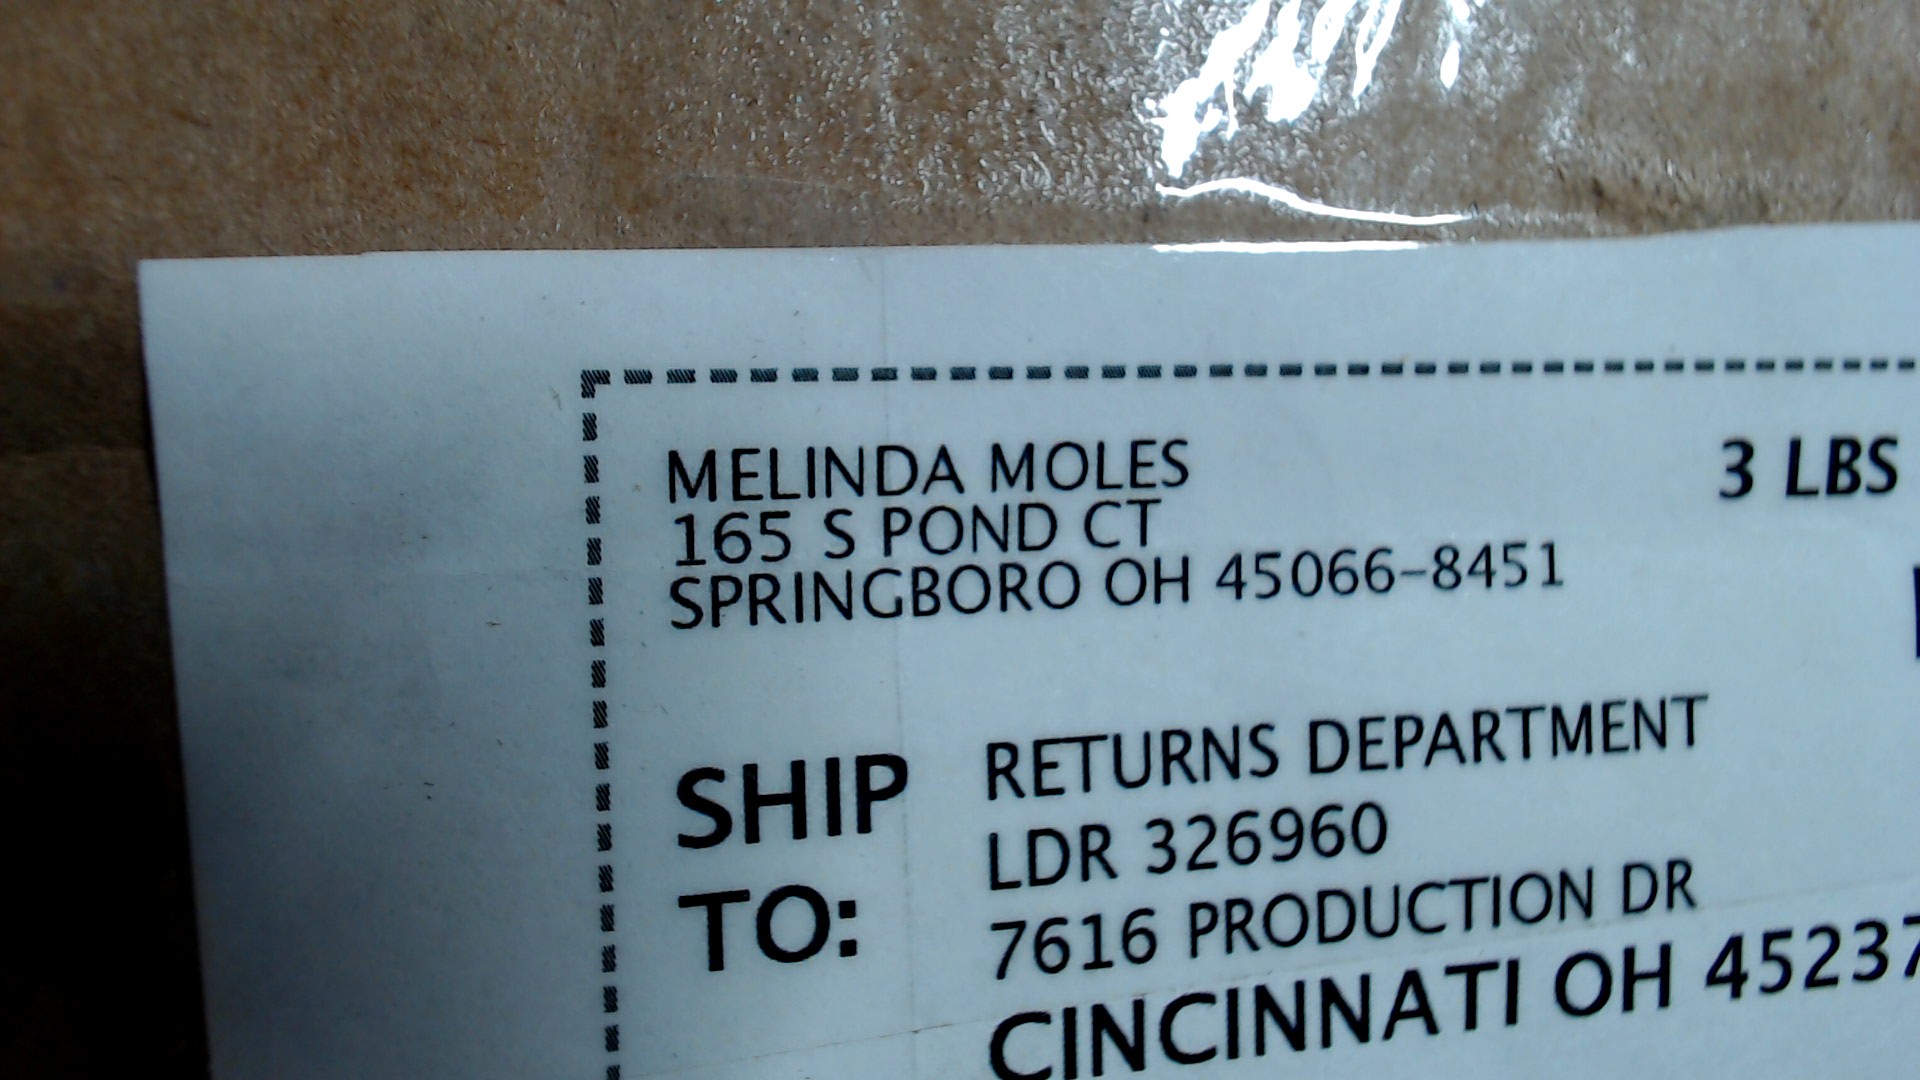 MELINDA MOLES
3 LBS
165 S POND CT
SPRINGBORO OH 45066-8451
SHIP
TO:
RETURNS DEPARTMENT
LDR 326960
7616 PRODUCTION DR
CINCINNATI OH 45237